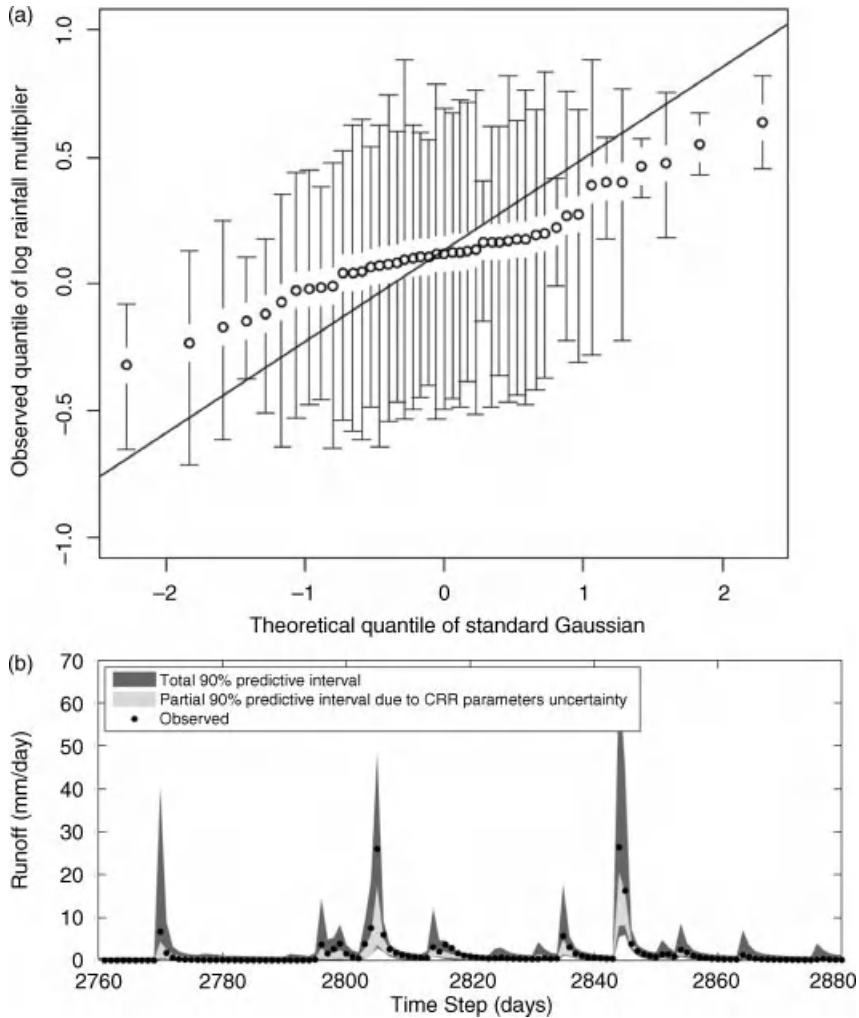 (a)
1.0
0.5
0.0
−0.5
−1.0
Observed quantile of log rainfall multiplier
−2 −1 0 1 2
Theoretical quantile of standard Gaussian
(b)
70
60
50
40
30
20
10
0
Runoff (mm/day)
Total 90% predictive interval
Partial 90% predictive interval due to CRR parameters uncertainty
Observed
2760 2780 2800 2820 2840 2860 2880
Time Step (days)